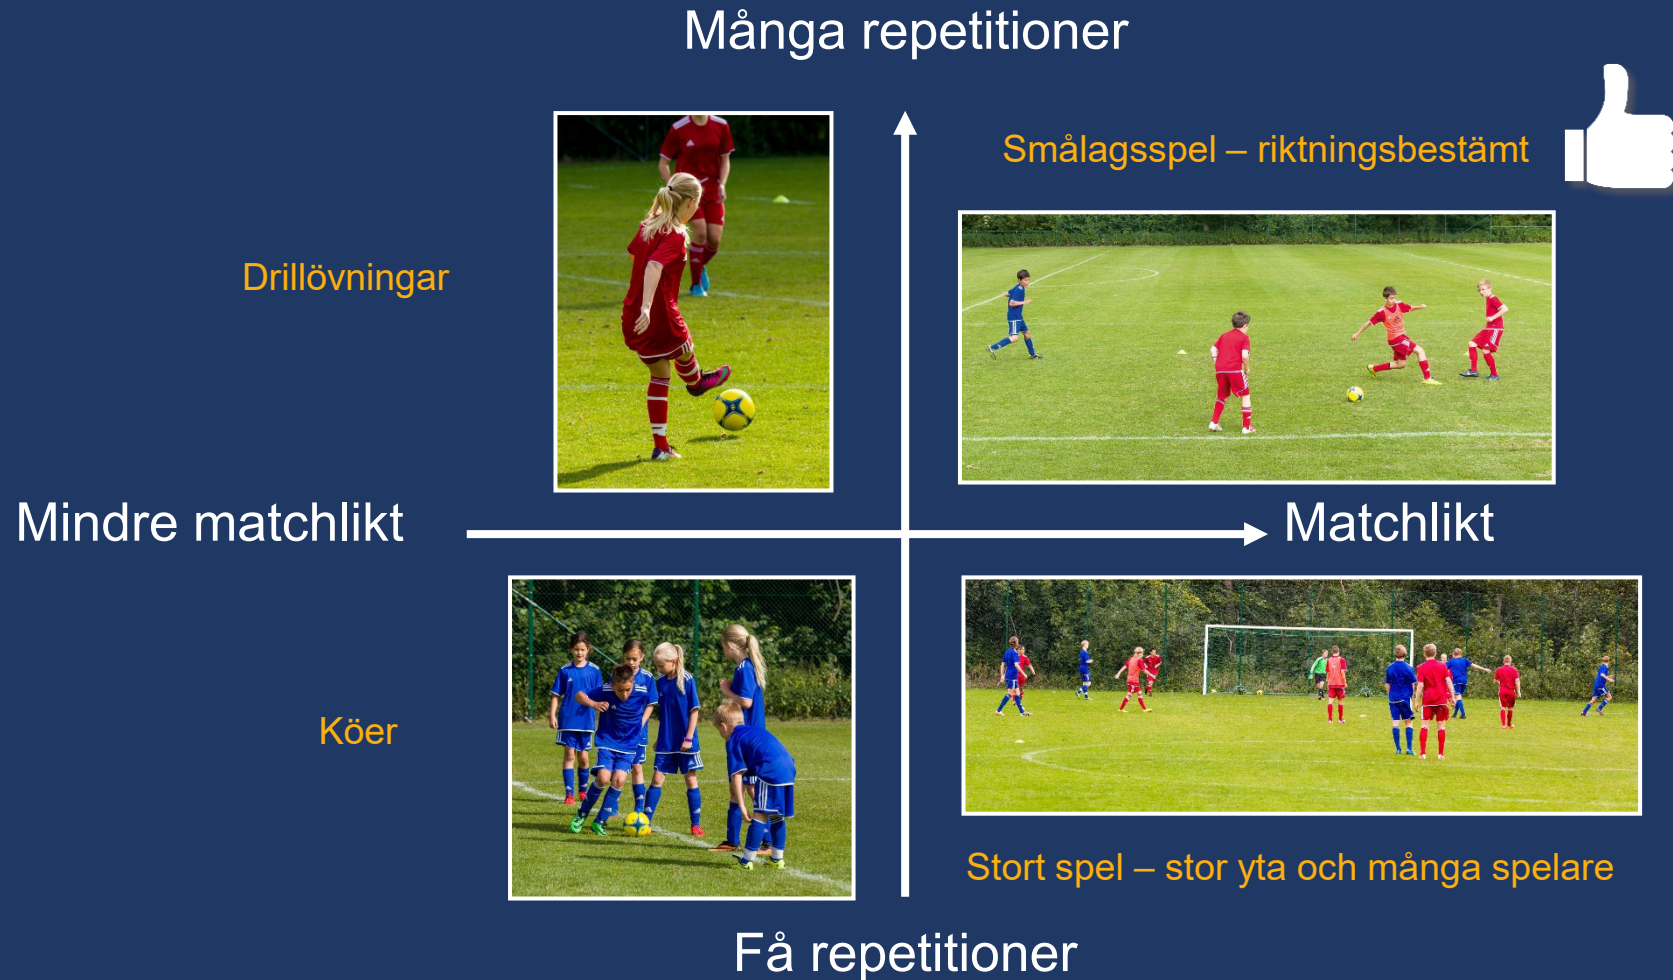 Många repetitioner
Smålagsspel – riktningsbestämt
Drillövningar
Mindre matchlikt
Matchlikt
Köer
Stort spel – stor yta och många spelare
Få repetitioner